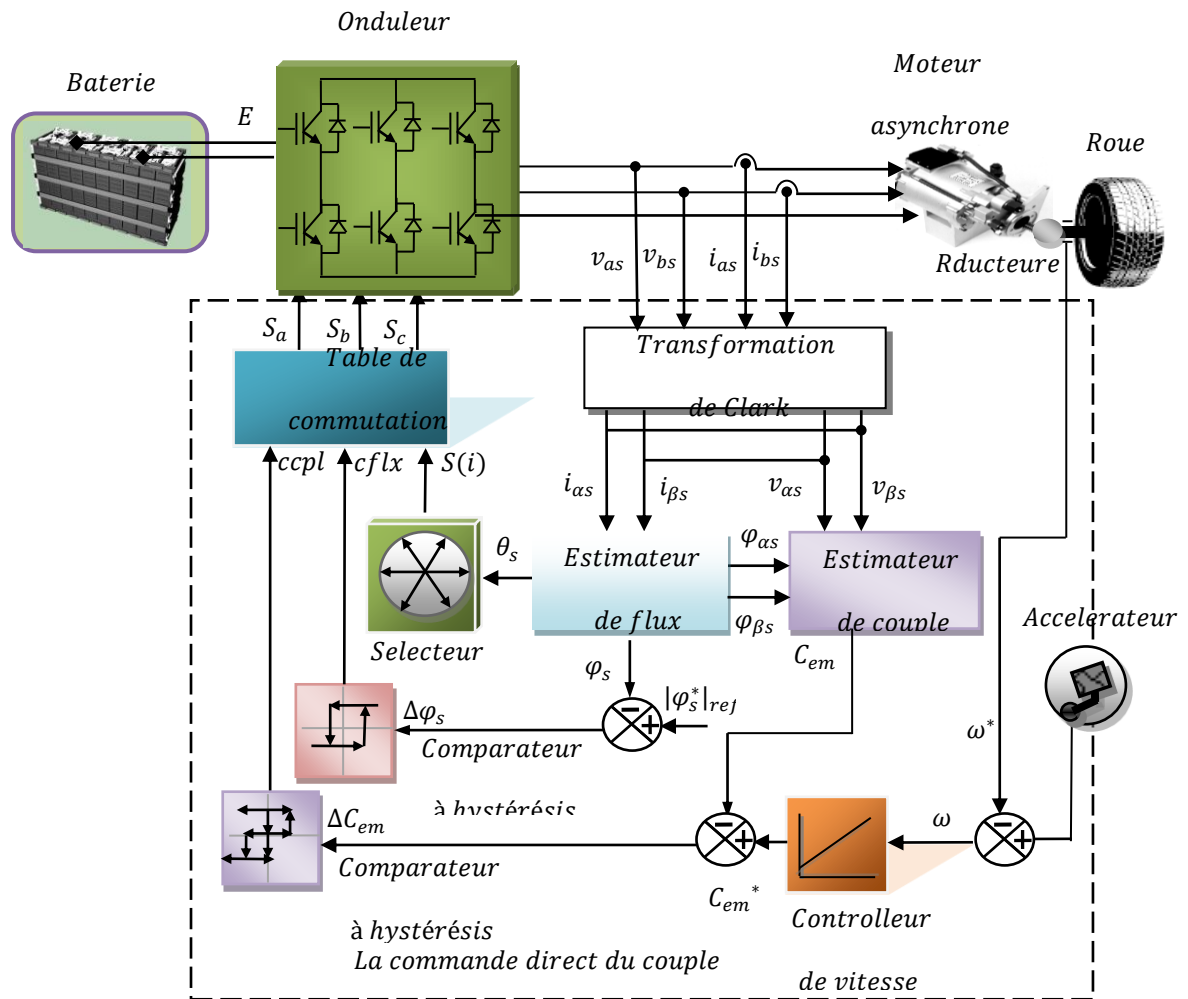 Onduleur
Baterie
Moteur
E
asynchrone
Roue
v_as
v_bs
i_as
i_bs
Rducteure
S_a
S_b
S_c
Table de
commutation
Transformation
de Clark
ccpl
cflx
S(i)
i_αs
i_βs
v_αs
v_βs
θ_s
Estimateur
de flux
φ_αs
φ_βs
Estimateur
de couple
Selecteur
φ_s
C_em
Accelerateur
|φ_s^*|_ref
Δφ_s
Comparateur
à hystérésis
ω^*
ΔC_em
Comparateur
à hystérésis
C_em^*
ω
Controlleur
de vitesse
La commande direct du couple